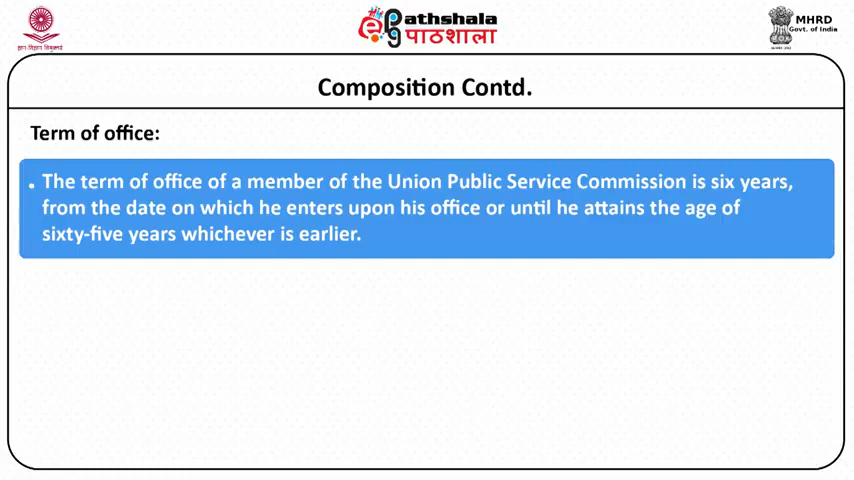 ePathshala
पाठशाला
MHRD
Govt. of India
ज्ञान-विज्ञान विमुक्तये
Composition Contd.
Term of office:
. The term of office of a member of the Union Public Service Commission is six years,
from the date on which he enters upon his office or until he attains the age of
sixty-five years whichever is earlier.